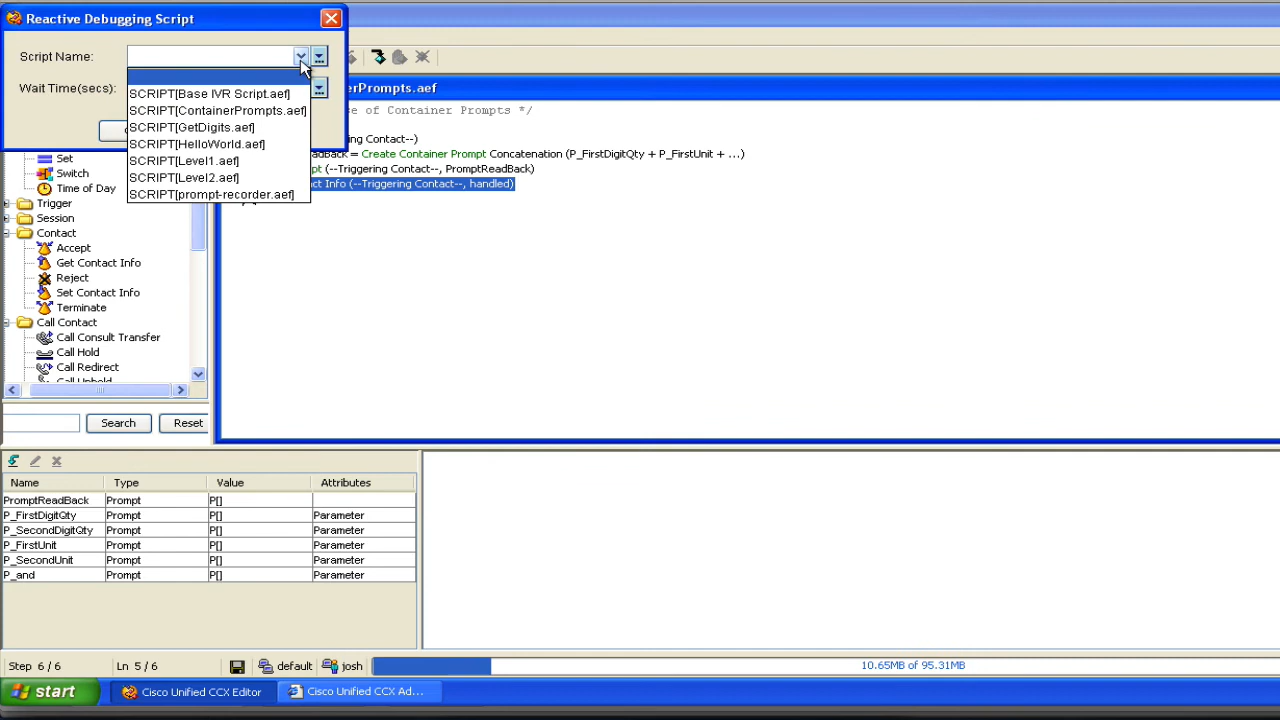 Reactive Debugging Script
Script Name:
SCRIPT[Base IVR Script.aef]
SCRIPT[ContainerPrompts.aef]
SCRIPT[GetDigits.aef]
SCRIPT[HelloWorld.aef]
SCRIPT[Level1.aef]
SCRIPT[Level2.aef]
SCRIPT[prompt-recorder.aef]
Wait Time(secs):
erPrompts.aef
se of Container Prompts */
ng Contact--)
eadBack = Create Container Prompt Concatenation (P_FirstDigitQty + P_FirstUnit + ...)
pt (--Triggering Contact--, PromptReadBack)
act Info (--Triggering Contact--, handled)
Set
Switch
Time of Day
Trigger
Session
Contact
Accept
Get Contact Info
Reject
Set Contact Info
Terminate
Call Contact
Call Consult Transfer
Call Hold
Call Redirect
Call Unhold
Search Reset
Name Type Value Attributes
PromptReadBack Prompt P[]
P_FirstDigitQty Prompt P[] Parameter
P_SecondDigitQty Prompt P[] Parameter
P_FirstUnit Prompt P[] Parameter
P_SecondUnit Prompt P[] Parameter
P_and Prompt P[] Parameter
Step 6/6 Ln 5/6 default josh 10.65MB of 95.31MB
start Cisco Unified CCX Editor Cisco Unified CCX Ad...